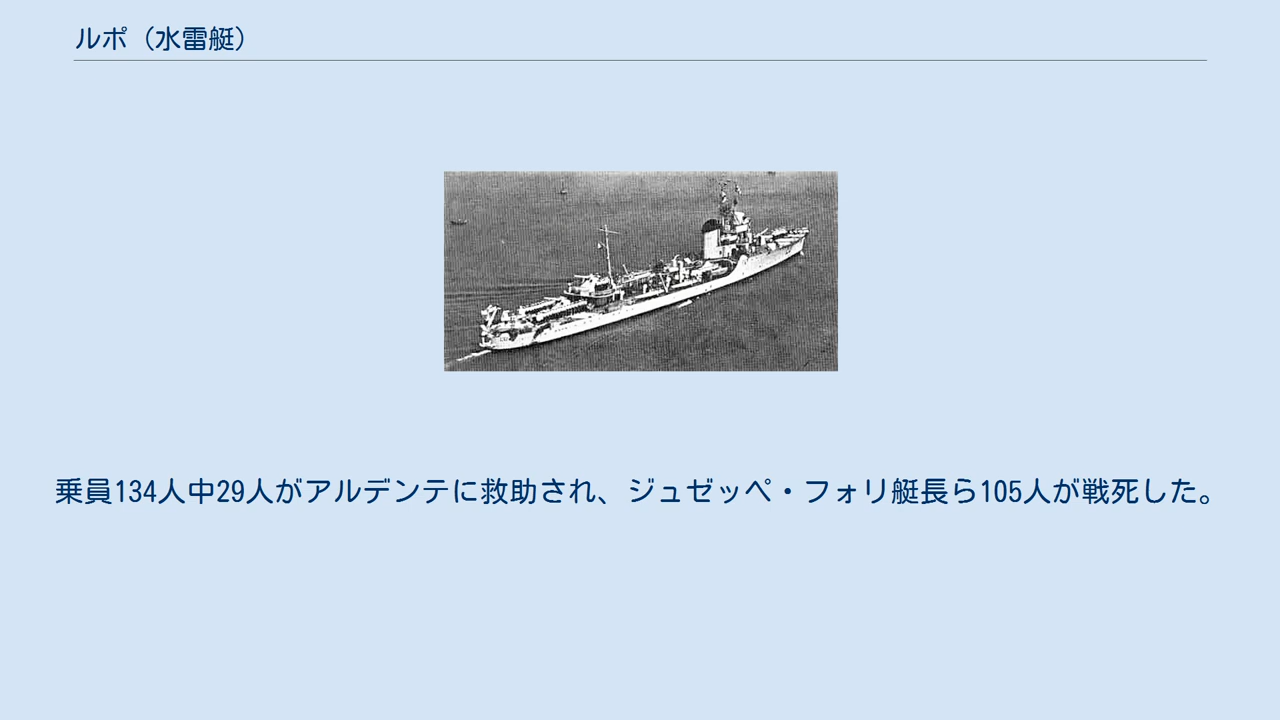 ルポ（水雷艇）
乗員134人中29人がアルデンテに救助され、ジュゼッペ・フォリ艇長ら105人が戦死した。